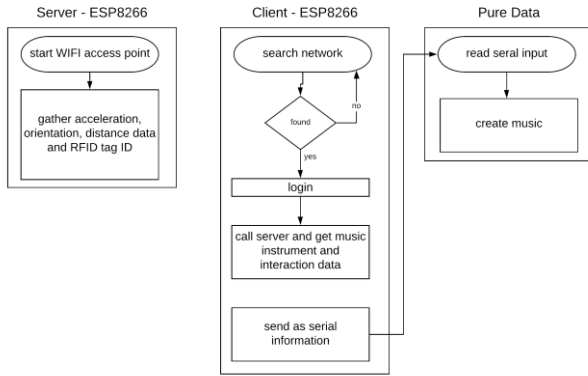 Server - ESP8266
start WIFI access point
gather acceleration,
orientation, distance data
and RFID tag ID
Client - ESP8266
search network
found
no
yes
login
call server and get music
instrument and
interaction data
send as serial
information
Pure Data
read seral input
create music